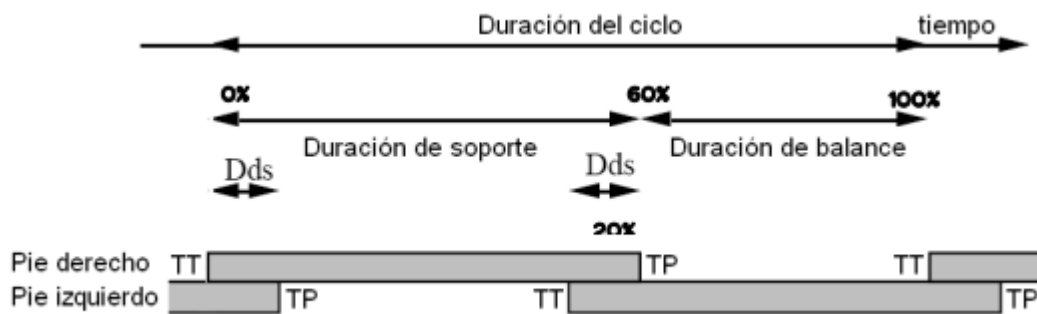 Duración del ciclo tiempo
0% 60% 100%
Duración de soporte Duración de balance
Dds Dds
20%
Pie derecho TT TP TT
Pie izquierdo TP TT TP